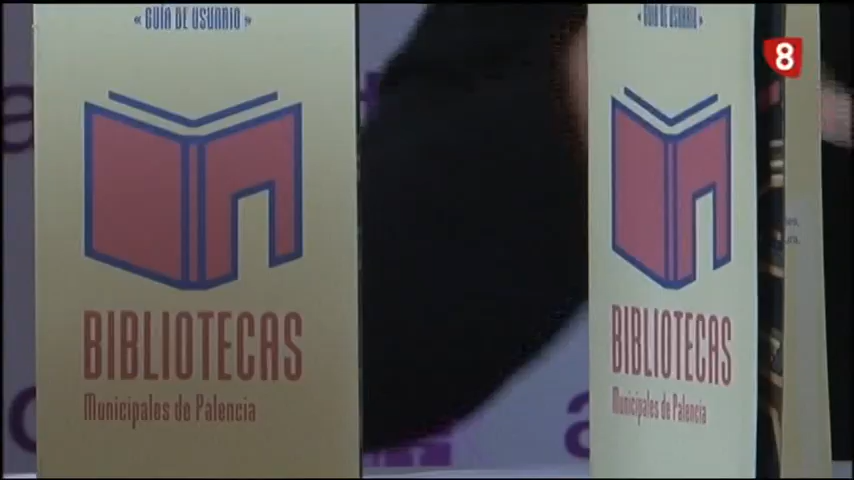 « GUÍA DE USUARIO »
BIBLIOTECAS
Municipales de Palencia
« GUÍA DE USUARIO »
BIBLIOTECAS
Municipales de Palencia
8